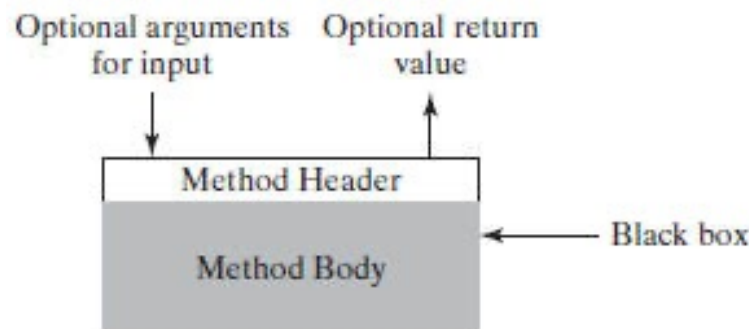 Optional arguments
for input
Optional return
value
Method Header
Black box
Method Body